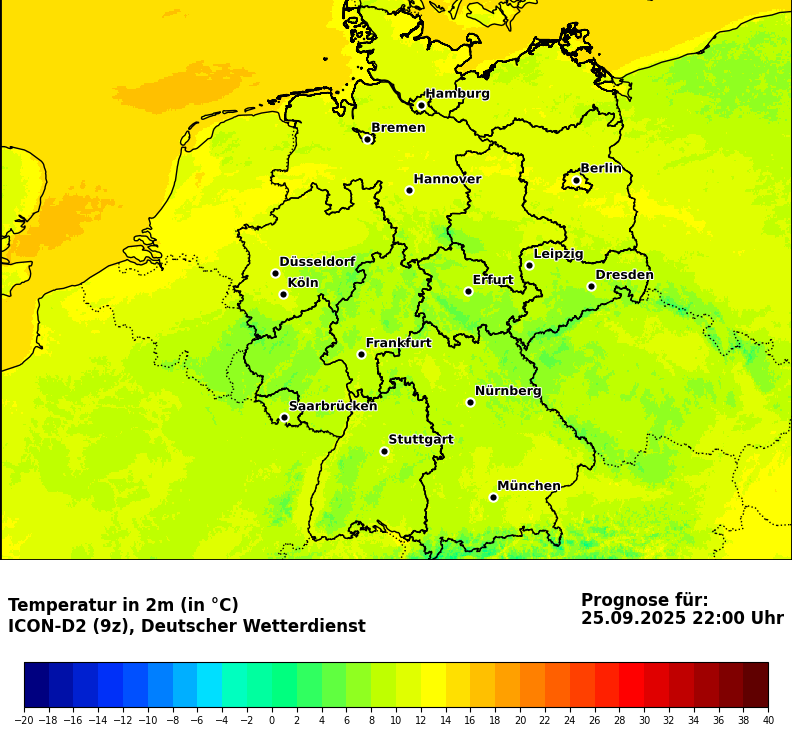 Hamburg
Bremen
Berlin
Hannover
Leipzig
Düsseldorf
Dresden
Erfurt
Köln
Frankfurt
Nürnberg
Saarbrücken
Stuttgart
München
Temperatur in 2m (in °C)
ICON-D2 (9z), Deutscher Wetterdienst
Prognose für:
25.09.2025 22:00 Uhr
−20 −18 −16 −14 −12 −10 −8 −6 −4 −2 0 2 4 6 8 10 12 14 16 18 20 22 24 26 28 30 32 34 36 38 40